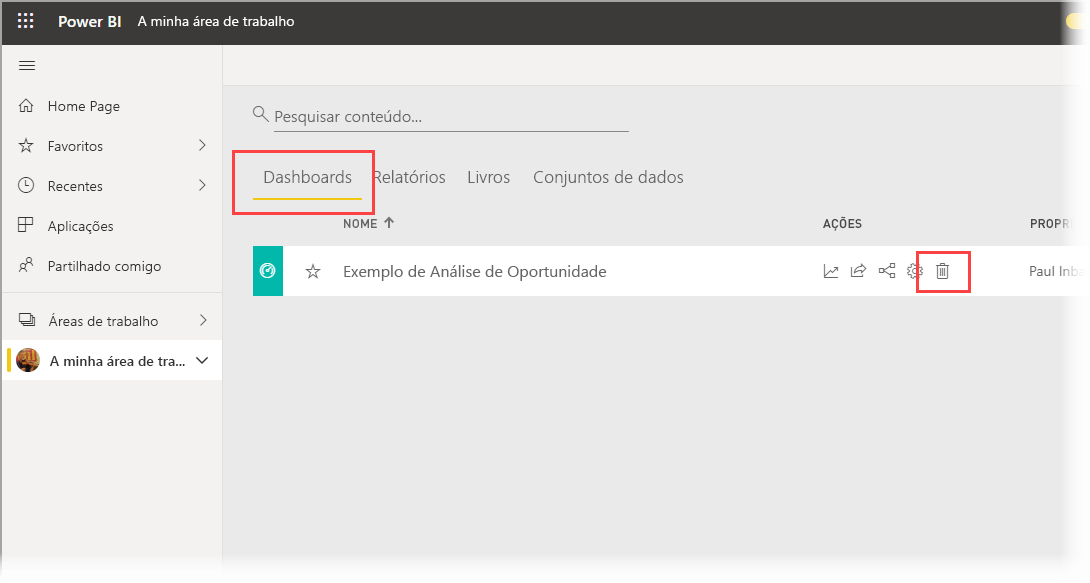 Power BI A minha área de trabalho
Home Page
Favoritos
Recentes
Aplicações
Partilhado comigo
Áreas de trabalho
A minha área de tra...
Pesquisar conteúdo...
Dashboards Relatórios Livros Conjuntos de dados
NOME AÇÕES PROPRI
Exemplo de Análise de Oportunidade Paul Inba